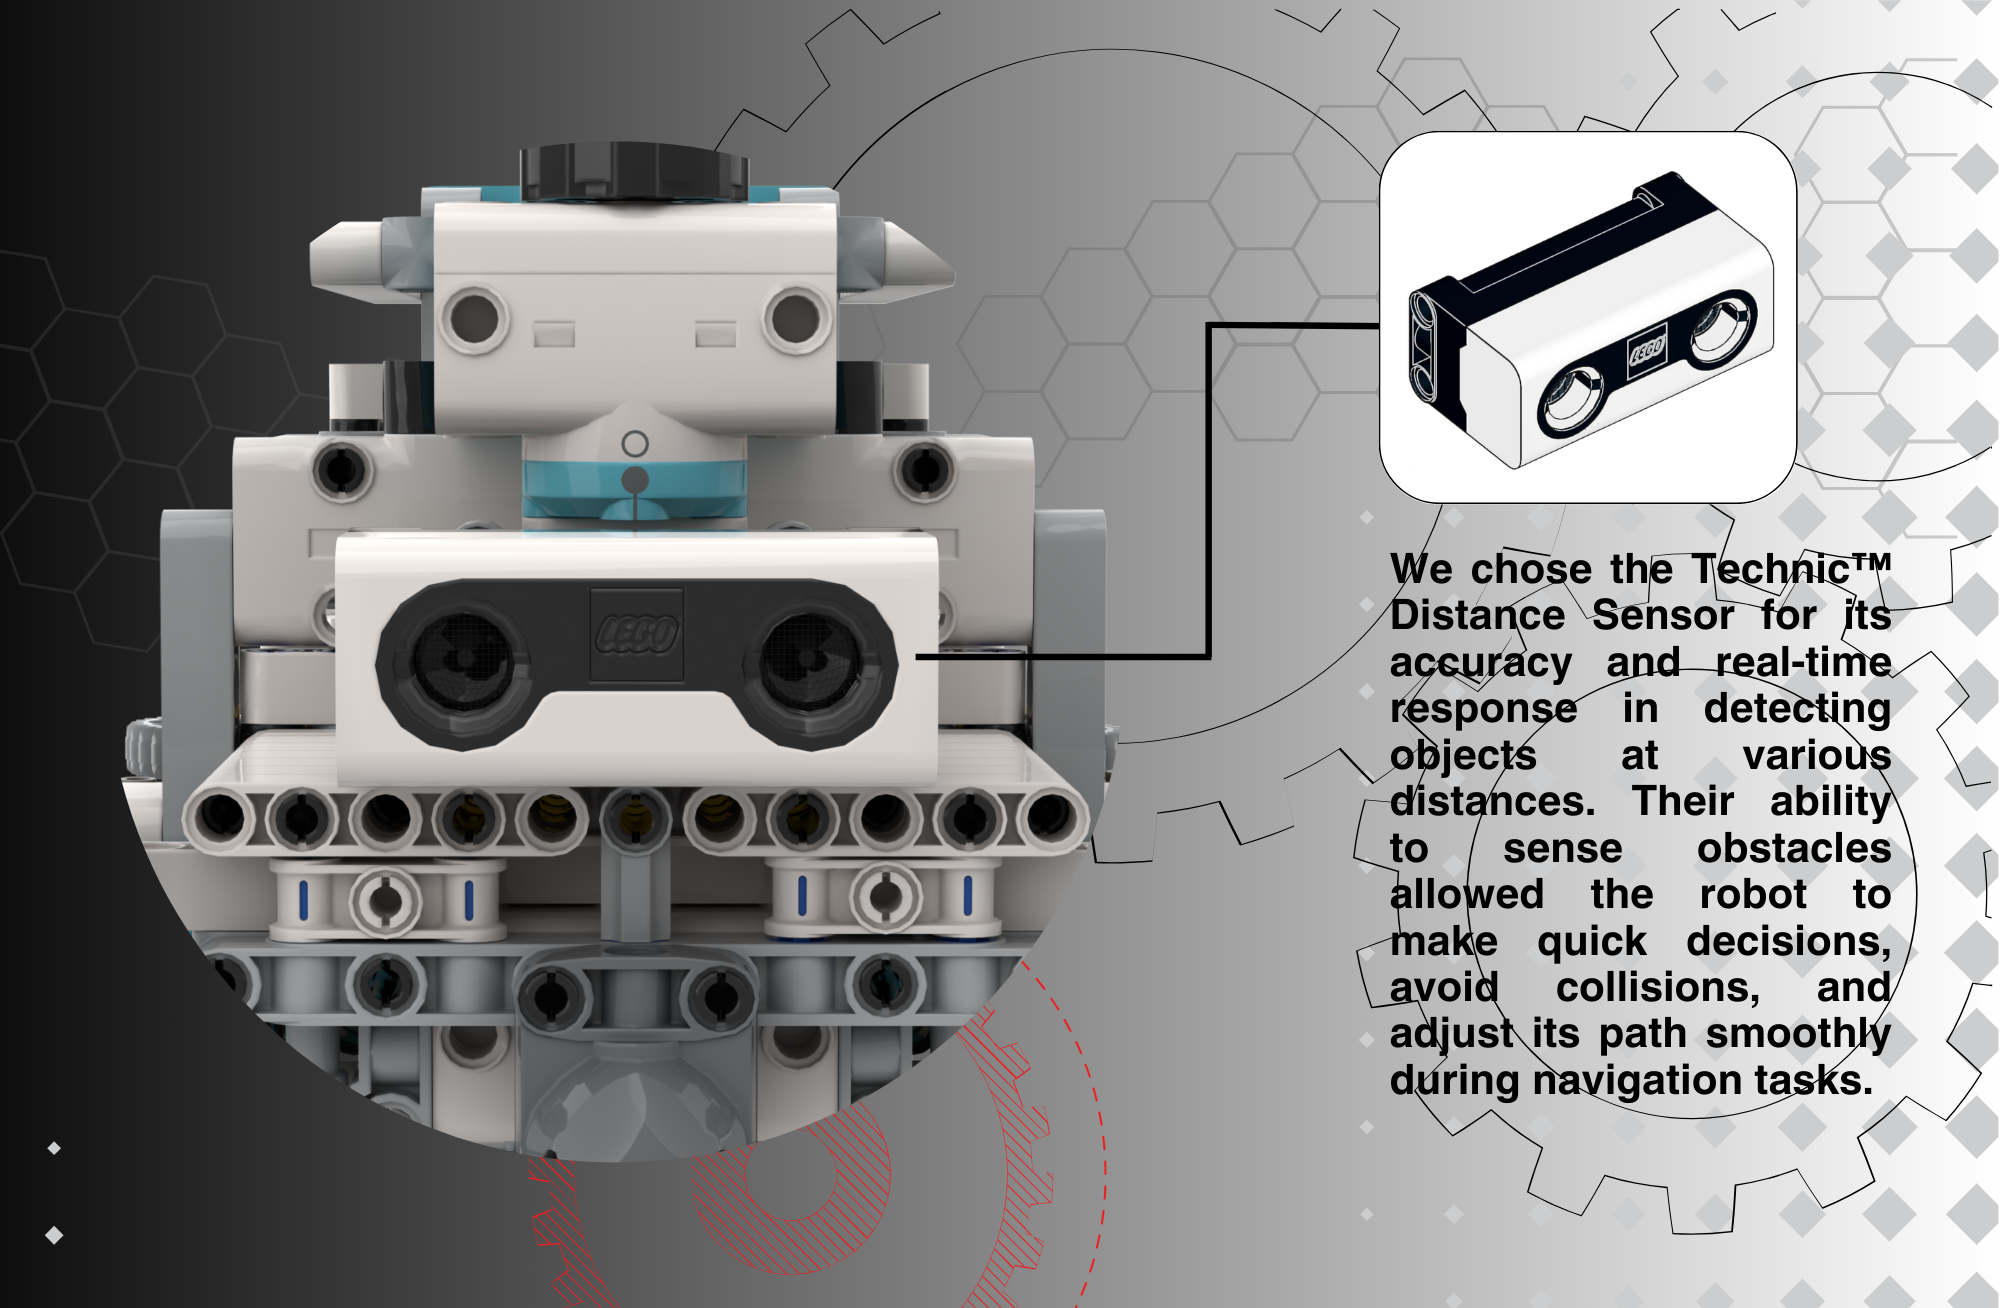 LEGO
LEGO
We chose the Technic™
Distance Sensor for its
accuracy and real-time
response in detecting
objects at various
distances. Their ability
to sense obstacles
allowed the robot to
make quick decisions,
avoid collisions, and
adjust its path smoothly
during navigation tasks.